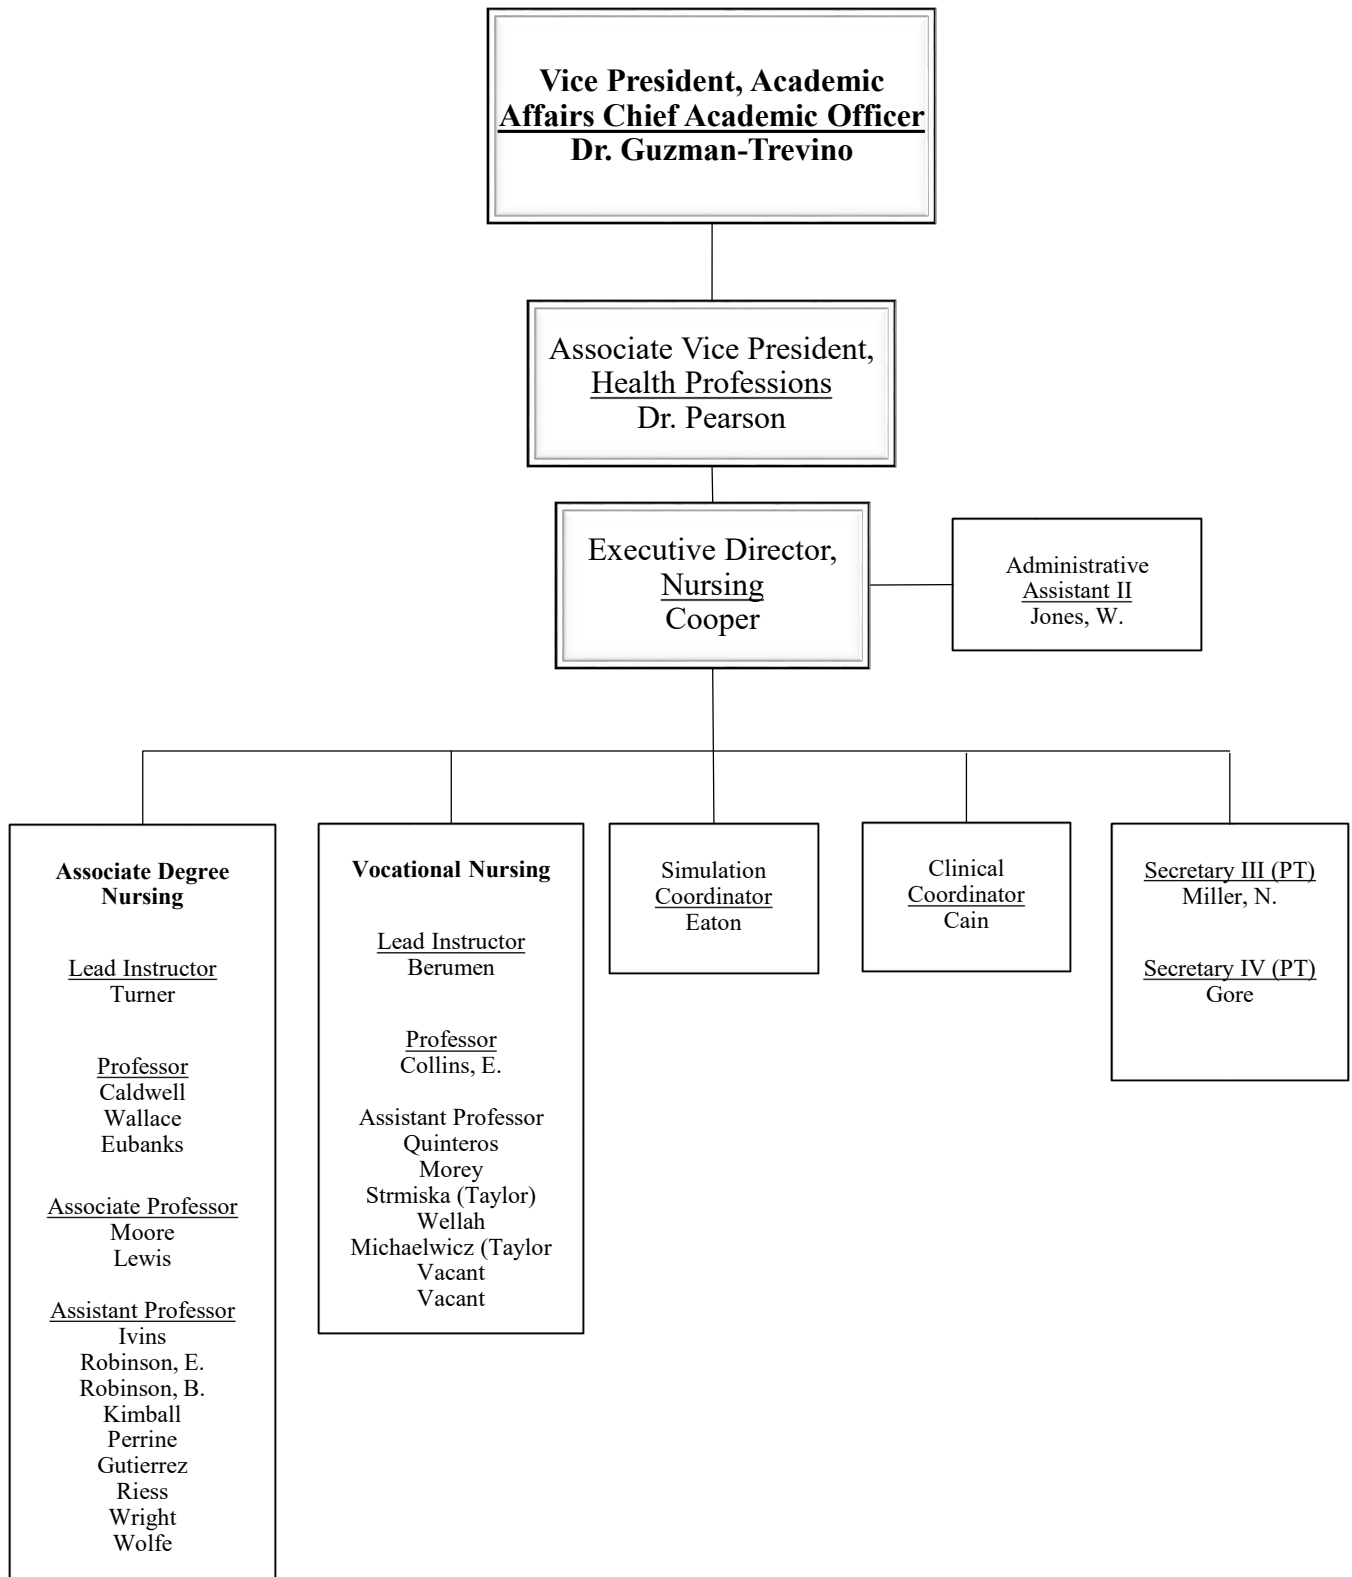 Vice President, Academic
Affairs Chief Academic Officer
Dr. Guzman-Trevino
Associate Vice President,
Health Professions
Dr. Pearson
Executive Director,
Nursing
Cooper
Administrative
Assistant II
Jones, W.
Associate Degree
Nursing
Lead Instructor
Turner
Professor
Caldwell
Wallace
Eubanks
Associate Professor
Moore
Lewis
Assistant Professor
Ivins
Robinson, E.
Robinson, B.
Kimball
Perrine
Gutierrez
Riess
Wright
Wolfe
Vocational Nursing
Lead Instructor
Berumen
Professor
Collins, E.
Assistant Professor
Quinteros
Morey
Strmiska (Taylor)
Wellah
Michaelwicz (Taylor
Vacant
Vacant
Simulation
Coordinator
Eaton
Clinical
Coordinator
Cain
Secretary III (PT)
Miller, N.
Secretary IV (PT)
Gore